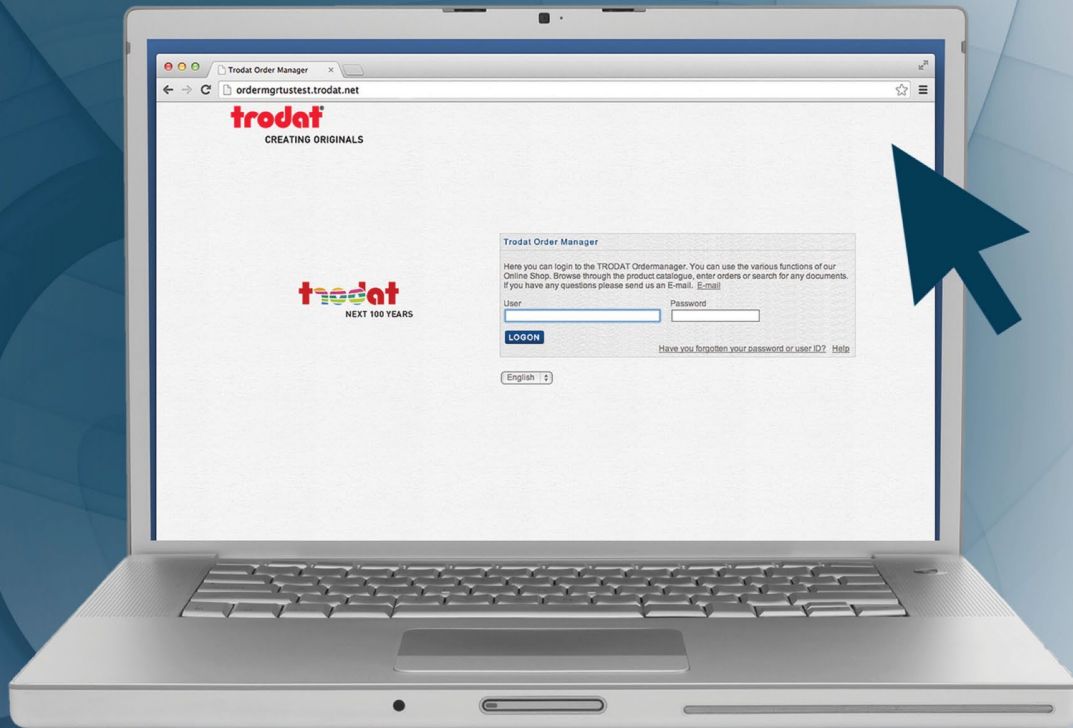 Trodat Order Manager
ordermgrtustest.trodat.net
trodat®
CREATING ORIGINALS
Trodat Order Manager
Here you can login to the TRODAT Ordermanager. You can use the various functions of our
Online Shop. Browse through the product catalogue, enter orders or search for any documents.
If you have any questions please send us an E-mail. E-mail
trodat
NEXT 100 YEARS
User Password
LOGON
Have you forgotten your password or user ID? Help
English